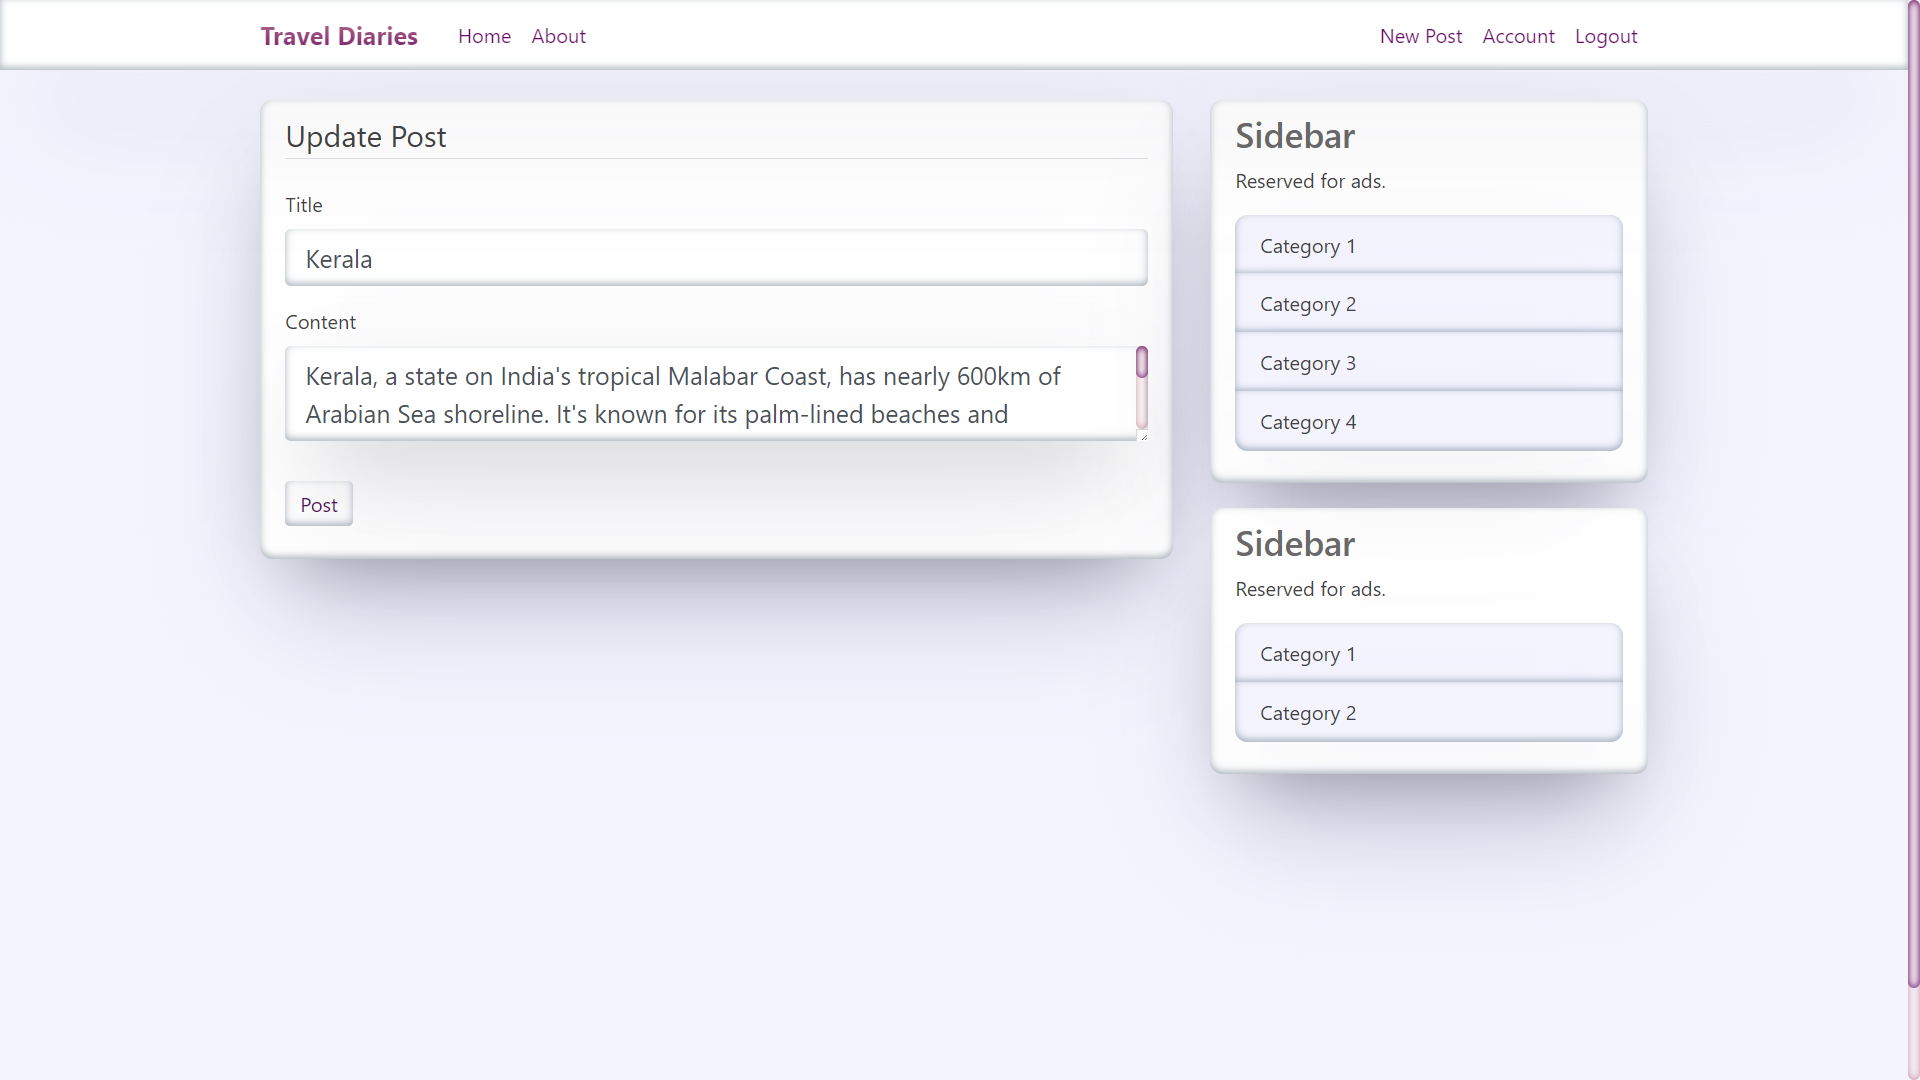 Travel Diaries Home About New Post Account Logout
Update Post
Title
Kerala
Content
Kerala, a state on India's tropical Malabar Coast, has nearly 600km of
Arabian Sea shoreline. It's known for its palm-lined beaches and
Post
Sidebar
Reserved for ads.
Category 1
Category 2
Category 3
Category 4
Sidebar
Reserved for ads.
Category 1
Category 2